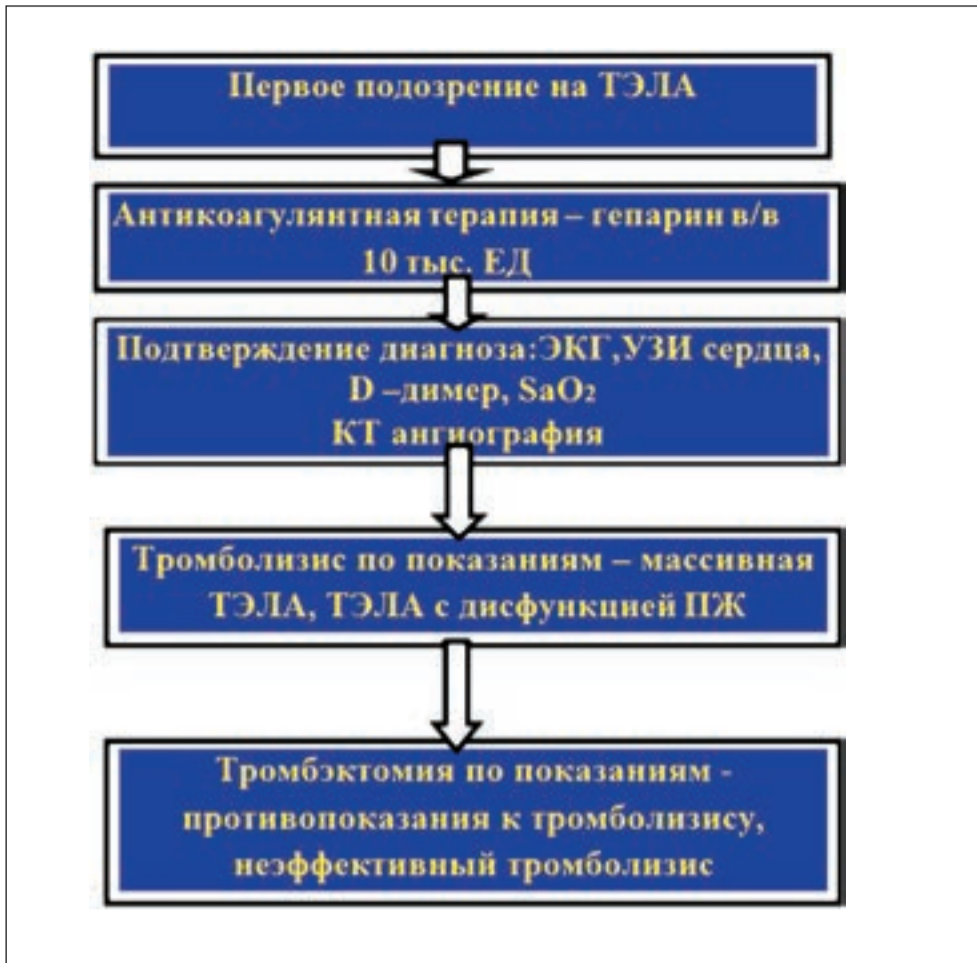 Первое подозрение на ТЭЛА
Антикоагулянтная терапия – гепарин в/в
10 тыс. ЕД
Подтверждение диагноза:ЭКГ,УЗИ сердца,
D –димер, SaO₂
КТ ангиография
Тромболизис по показаниям – массивная
ТЭЛА, ТЭЛА с дисфункцией ПЖ
Тромбэктомия по показаниям -
противопоказания к тромболизису,
неэффективный тромболизис